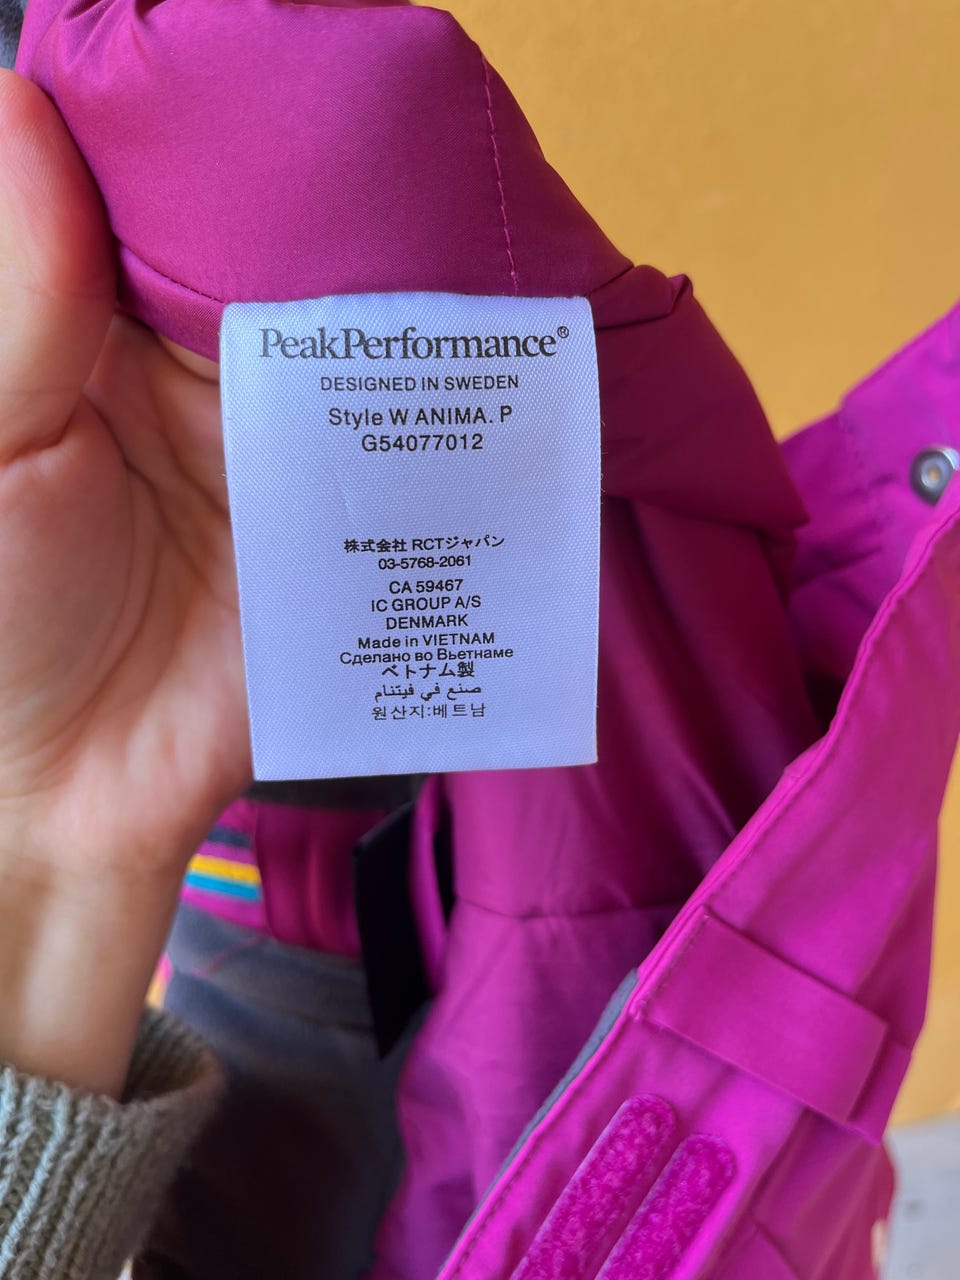 PeakPerformance®
DESIGNED IN SWEDEN
Style W ANIMA. P
G54077012
株式会社 RCTジャパン
03-5768-2061
CA 59467
IC GROUP A/S
DENMARK
Made in VIETNAM
Сделано во Вьетнаме
ベトナム製
صنع في فيتنام
원산지:베트남